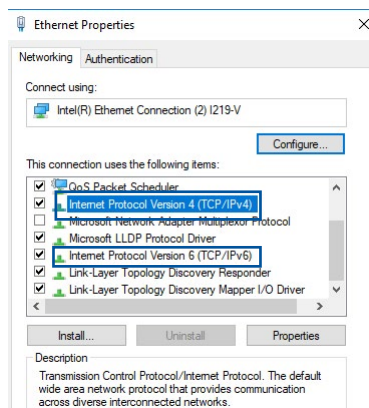 Ethernet Properties
Networking Authentication
Connect using:
Intel(R) Ethernet Connection (2) I219-V
Configure...
This connection uses the following items:
QoS Packet Scheduler
Internet Protocol Version 4 (TCP/IPv4)
Microsoft Network Adapter Multiplexor Protocol
Microsoft LLDP Protocol Driver
Internet Protocol Version 6 (TCP/IPv6)
Link-Layer Topology Discovery Responder
Link-Layer Topology Discovery Mapper I/O Driver
Install... Uninstall Properties
Description
Transmission Control Protocol/Internet Protocol. The default
wide area network protocol that provides communication
across diverse interconnected networks.